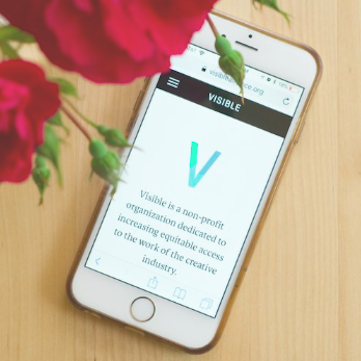 VISIBLE
V
Visible is a non-profit
organization dedicated to
increasing equitable access
to the work of the creative
industry.